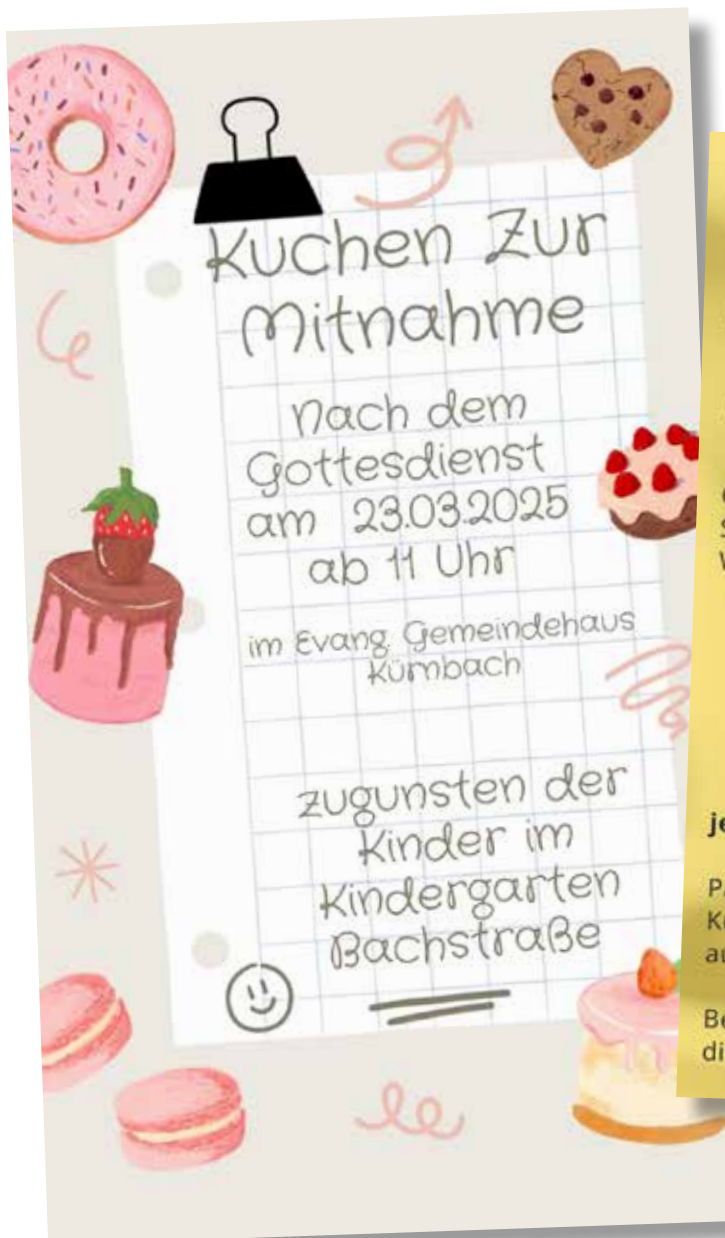 Kuchen zur
Mitnahme
Nach dem
Gottesdienst
am 23.03.2025
ab 11 Uhr
im Evang. Gemeindehaus
Kürnbach
zugunsten der
Kinder im
Kindergarten
Bachstraße